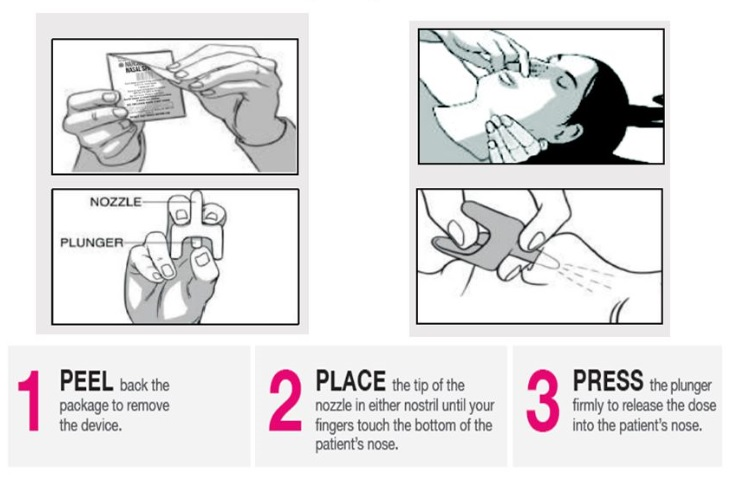 NASAL SPRAY
NOZZLE
PLUNGER
1 PEEL back the
package to remove
the device.
2 PLACE the tip of the
nozzle in either nostril until your
fingers touch the bottom of the
patient's nose.
3 PRESS the plunger
firmly to release the dose
into the patient's nose.